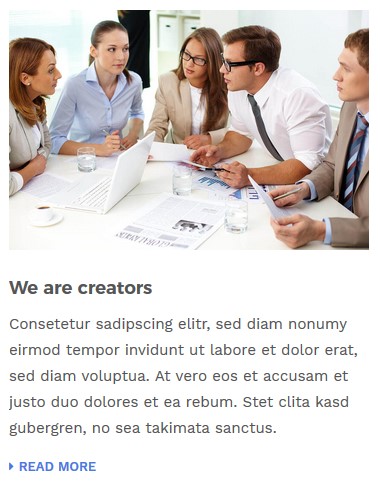 We are creators
Consetetur sadipscing elitr, sed diam nonumy
eirmod tempor invidunt ut labore et dolor erat,
sed diam voluptua. At vero eos et accusam et
justo duo dolores et ea rebum. Stet clita kasd
gubergren, no sea takimata sanctus.
READ MORE